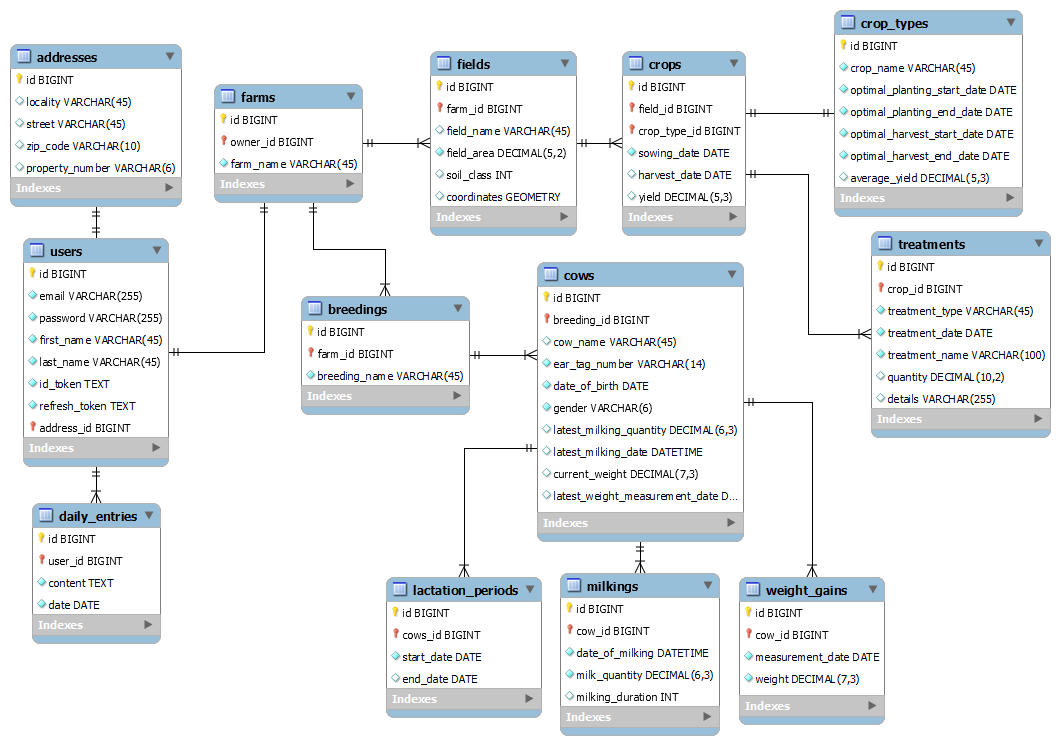 addresses
id BIGINT
locality VARCHAR(45)
street VARCHAR(45)
zip_code VARCHAR(10)
property_number VARCHAR(6)
Indexes
users
id BIGINT
email VARCHAR(255)
password VARCHAR(255)
first_name VARCHAR(45)
last_name VARCHAR(45)
id_token TEXT
refresh_token TEXT
address_id BIGINT
Indexes
daily_entries
id BIGINT
user_id BIGINT
content TEXT
date DATE
Indexes
farms
id BIGINT
owner_id BIGINT
farm_name VARCHAR(45)
Indexes
breedings
id BIGINT
farm_id BIGINT
breeding_name VARCHAR(45)
Indexes
fields
id BIGINT
farm_id BIGINT
field_name VARCHAR(45)
field_area DECIMAL(5,2)
soil_class INT
coordinates GEOMETRY
Indexes
crops
id BIGINT
field_id BIGINT
crop_type_id BIGINT
sowing_date DATE
harvest_date DATE
yield DECIMAL(5,3)
Indexes
crop_types
id BIGINT
crop_name VARCHAR(45)
optimal_planting_start_date DATE
optimal_planting_end_date DATE
optimal_harvest_start_date DATE
optimal_harvest_end_date DATE
average_yield DECIMAL(5,3)
Indexes
treatments
id BIGINT
crop_id BIGINT
treatment_type VARCHAR(45)
treatment_date DATE
treatment_name VARCHAR(100)
quantity DECIMAL(10,2)
details VARCHAR(255)
Indexes
cows
id BIGINT
breeding_id BIGINT
cow_name VARCHAR(45)
ear_tag_number VARCHAR(14)
date_of_birth DATE
gender VARCHAR(6)
latest_milking_quantity DECIMAL(6,3)
latest_milking_date DATETIME
current_weight DECIMAL(7,3)
latest_weight_measurement_date D...
Indexes
lactation_periods
id BIGINT
cows_id BIGINT
start_date DATE
end_date DATE
Indexes
milkings
id BIGINT
cow_id BIGINT
date_of_milking DATETIME
milk_quantity DECIMAL(6,3)
milking_duration INT
Indexes
weight_gains
id BIGINT
cow_id BIGINT
measurement_date DATE
weight DECIMAL(7,3)
Indexes